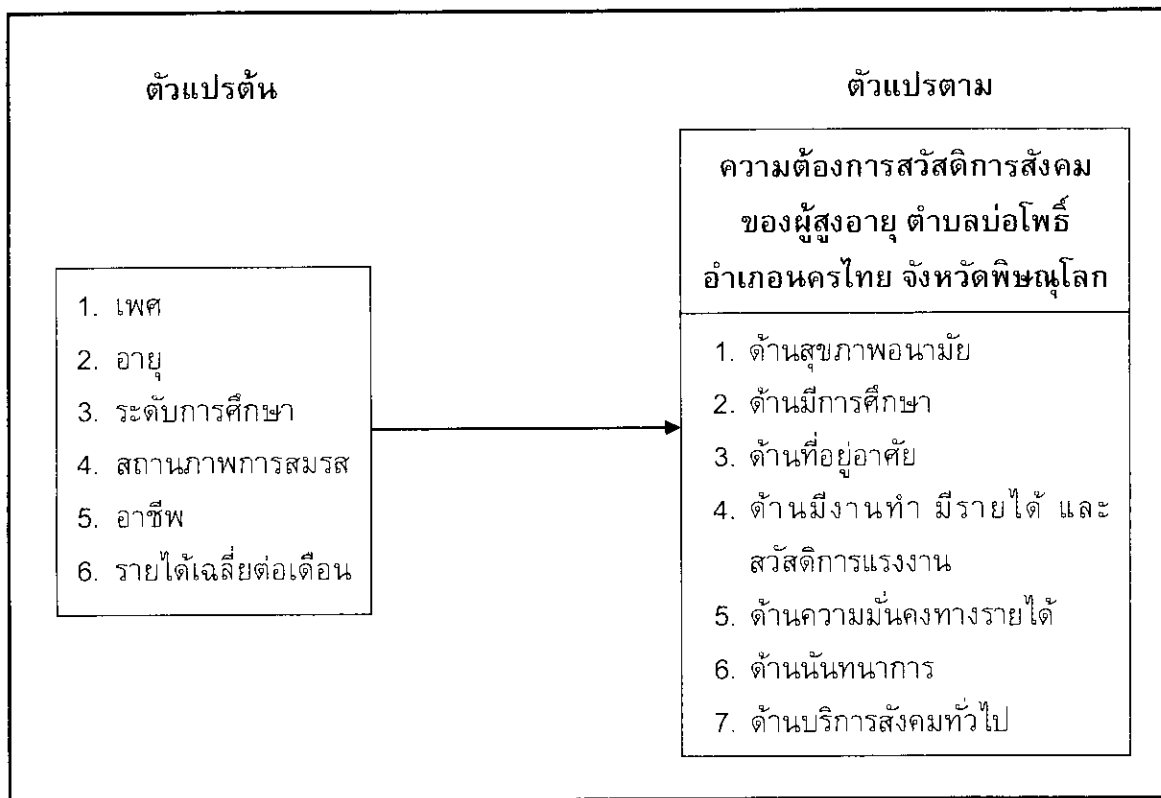 ตัวแปรต้น
ตัวแปรตาม
1. เพศ
2. อายุ
3. ระดับการศึกษา
4. สถานภาพการสมรส
5. อาชีพ
6. รายได้เฉลี่ยต่อเดือน
ความต้องการสวัสดิการสังคม
ของผู้สูงอายุ ตำบลบ่อโพธิ์
อำเภอนครไทย จังหวัดพิษณุโลก
1. ด้านสุขภาพอนามัย
2. ด้านมีการศึกษา
3. ด้านที่อยู่อาศัย
4. ด้านมีงานทำ มีรายได้ และ
สวัสดิการแรงงาน
5. ด้านความมั่นคงทางรายได้
6. ด้านนันทนาการ
7. ด้านบริการสังคมทั่วไป